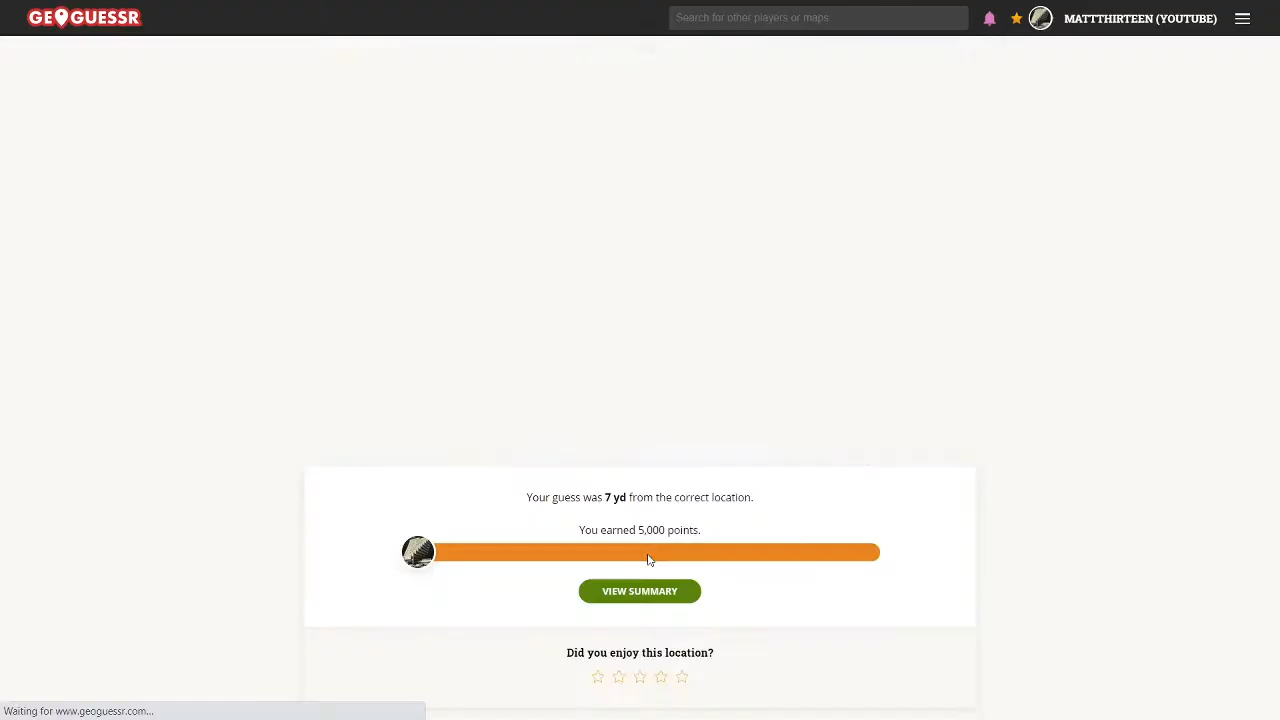 GEOGUESSR
Search for other players or maps
MATTTHIRTEEN (YOUTUBE)
Your guess was 7 yd from the correct location.
You earned 5,000 points.
VIEW SUMMARY
Did you enjoy this location?
Waiting for www.geoguessr.com...